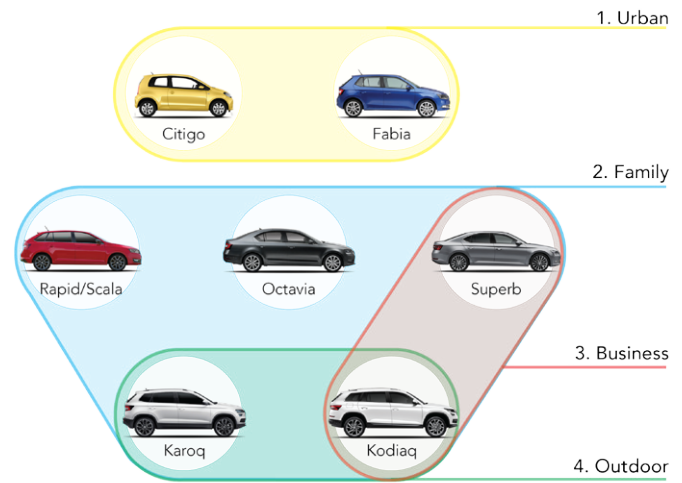 1. Urban
Citigo
Fabia
2. Family
Rapid/Scala
Octavia
Superb
3. Business
Karoq
Kodiaq
4. Outdoor